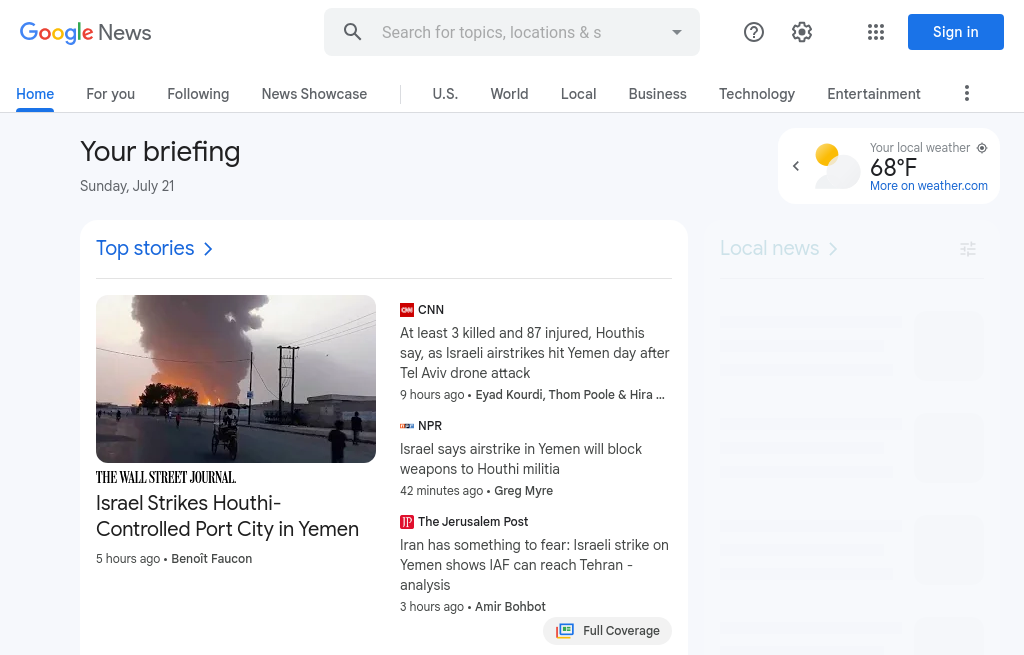 Google News
Search for topics, locations & s
Sign in
Home
For you
Following
News Showcase
U.S.
World
Local
Business
Technology
Entertainment
Your briefing
Sunday, July 21
Your local weather
68°F
More on weather.com
Top stories
Local news
THE WALL STREET JOURNAL.
Israel Strikes Houthi-
Controlled Port City in Yemen
5 hours ago • Benoît Faucon
CNN
At least 3 killed and 87 injured, Houthis
say, as Israeli airstrikes hit Yemen day after
Tel Aviv drone attack
9 hours ago • Eyad Kourdi, Thom Poole & Hira ...
NPR
Israel says airstrike in Yemen will block
weapons to Houthi militia
42 minutes ago • Greg Myre
The Jerusalem Post
Iran has something to fear: Israeli strike on
Yemen shows IAF can reach Tehran -
analysis
3 hours ago • Amir Bohbot
Full Coverage